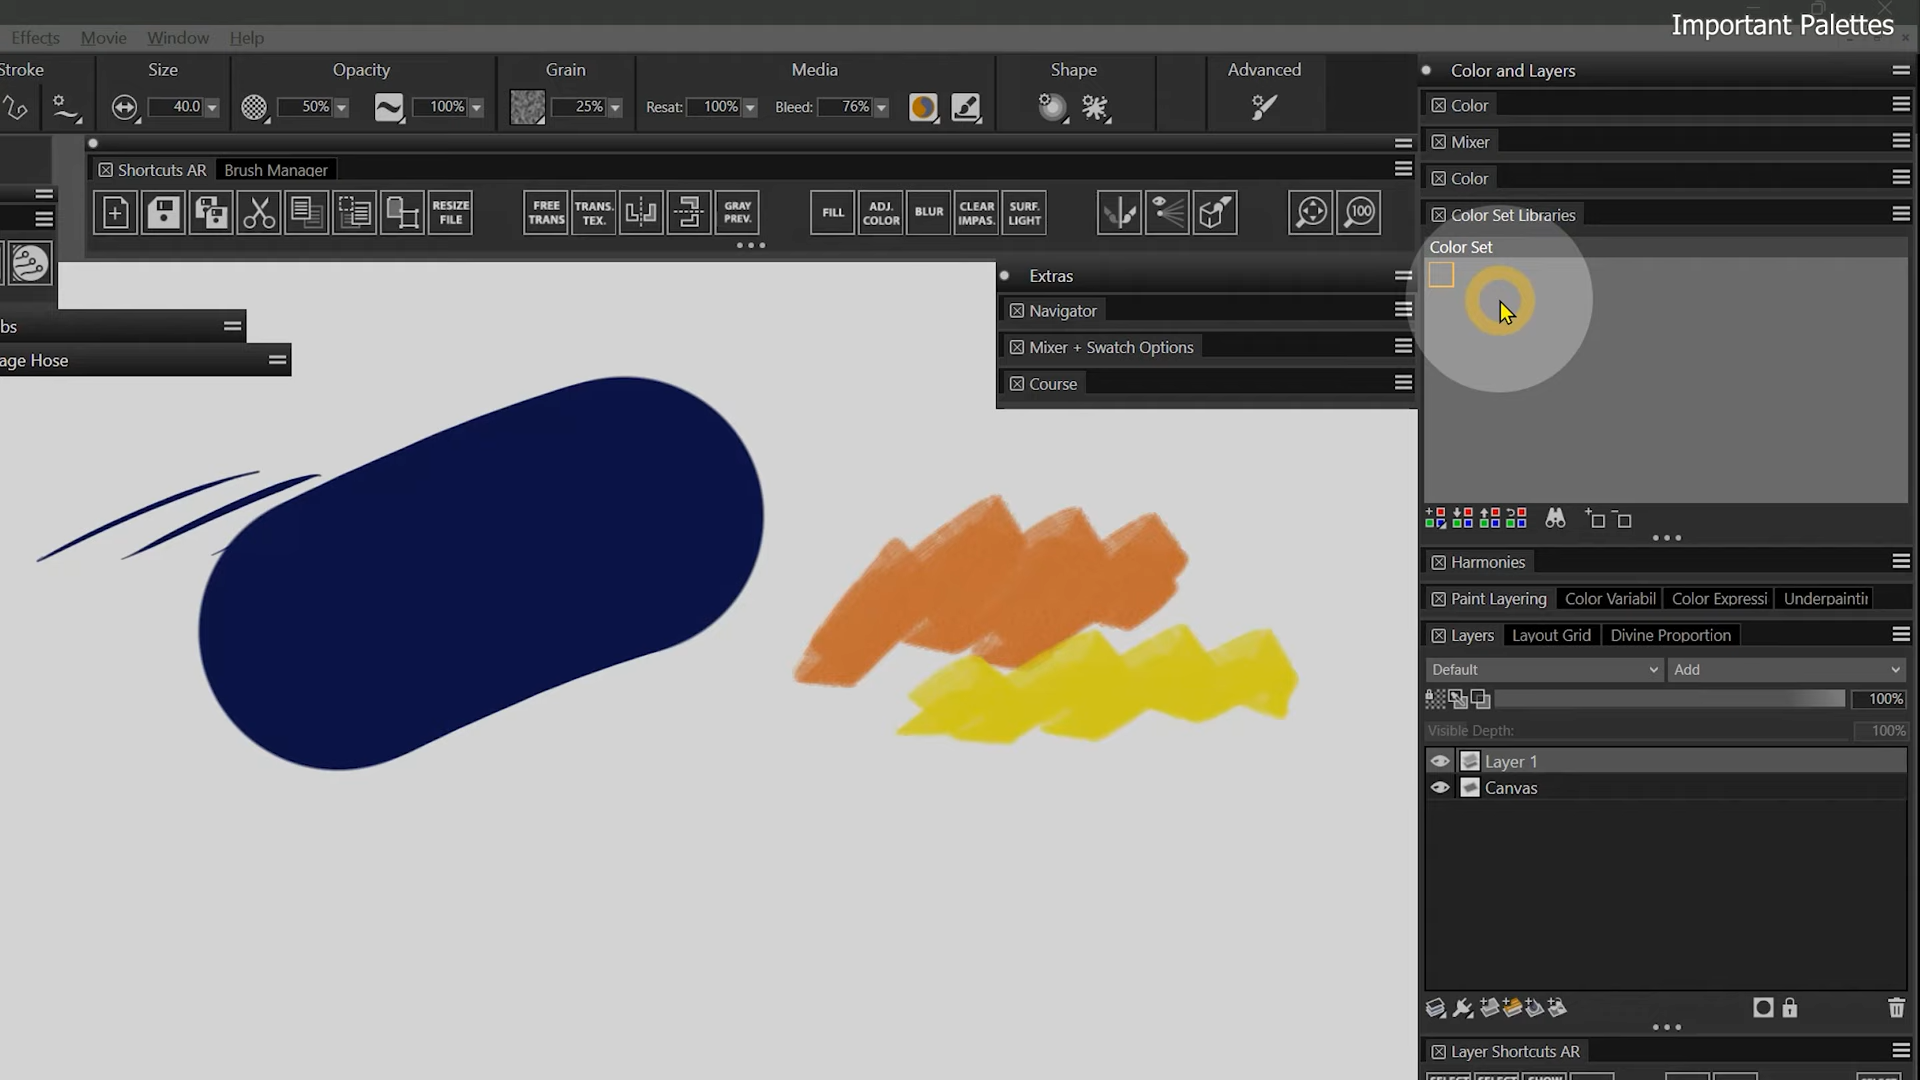 Important Palettes
Effects Movie Window Help
Stroke Size Opacity Grain Media Shape Advanced
40.0 50% 100% 25% Resat: 100% Bleed: 76%
Color and Layers
Color
Mixer
Color
Color Set Libraries
Color Set
Shortcuts AR Brush Manager
RESIZE FILE
FREE TRANS
TRANS. TEX.
GRAY PREV.
FILL
ADJ. COLOR
BLUR
CLEAR IMPAS.
SURF. LIGHT
100
Extras
Navigator
Mixer + Swatch Options
Course
bs
age Hose
Harmonies
Paint Layering Color Variabil Color Expressi Underpaintin
Layers Layout Grid Divine Proportion
Default Add
100%
Visible Depth: 100%
Layer 1
Canvas
Layer Shortcuts AR